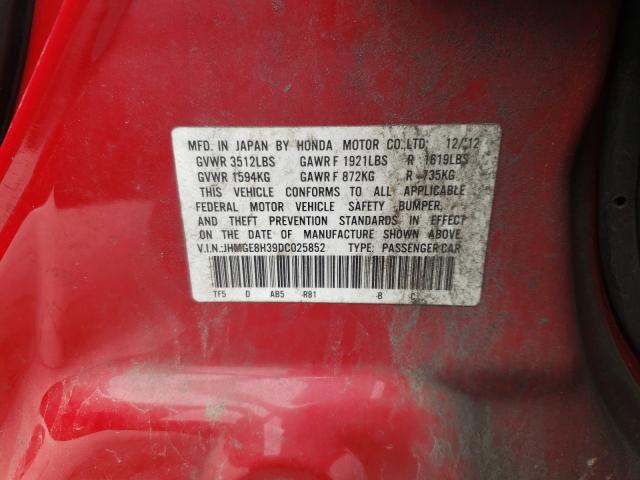 MFD. IN JAPAN BY HONDA MOTOR CO.,LTD. 12/12
GVWR 3512LBS GAWR F 1921LBS R 1619LBS
GVWR 1594KG GAWR F 872KG R 735KG
THIS VEHICLE CONFORMS TO ALL APPLICABLE
FEDERAL MOTOR VEHICLE SAFETY, BUMPER,
AND THEFT PREVENTION STANDARDS IN EFFECT
ON THE DATE OF MANUFACTURE SHOWN ABOVE.
V.I.N.:JHMGE8H39DC025852 TYPE: PASSENGER CAR
TF5 D AB5 -R81 -B C